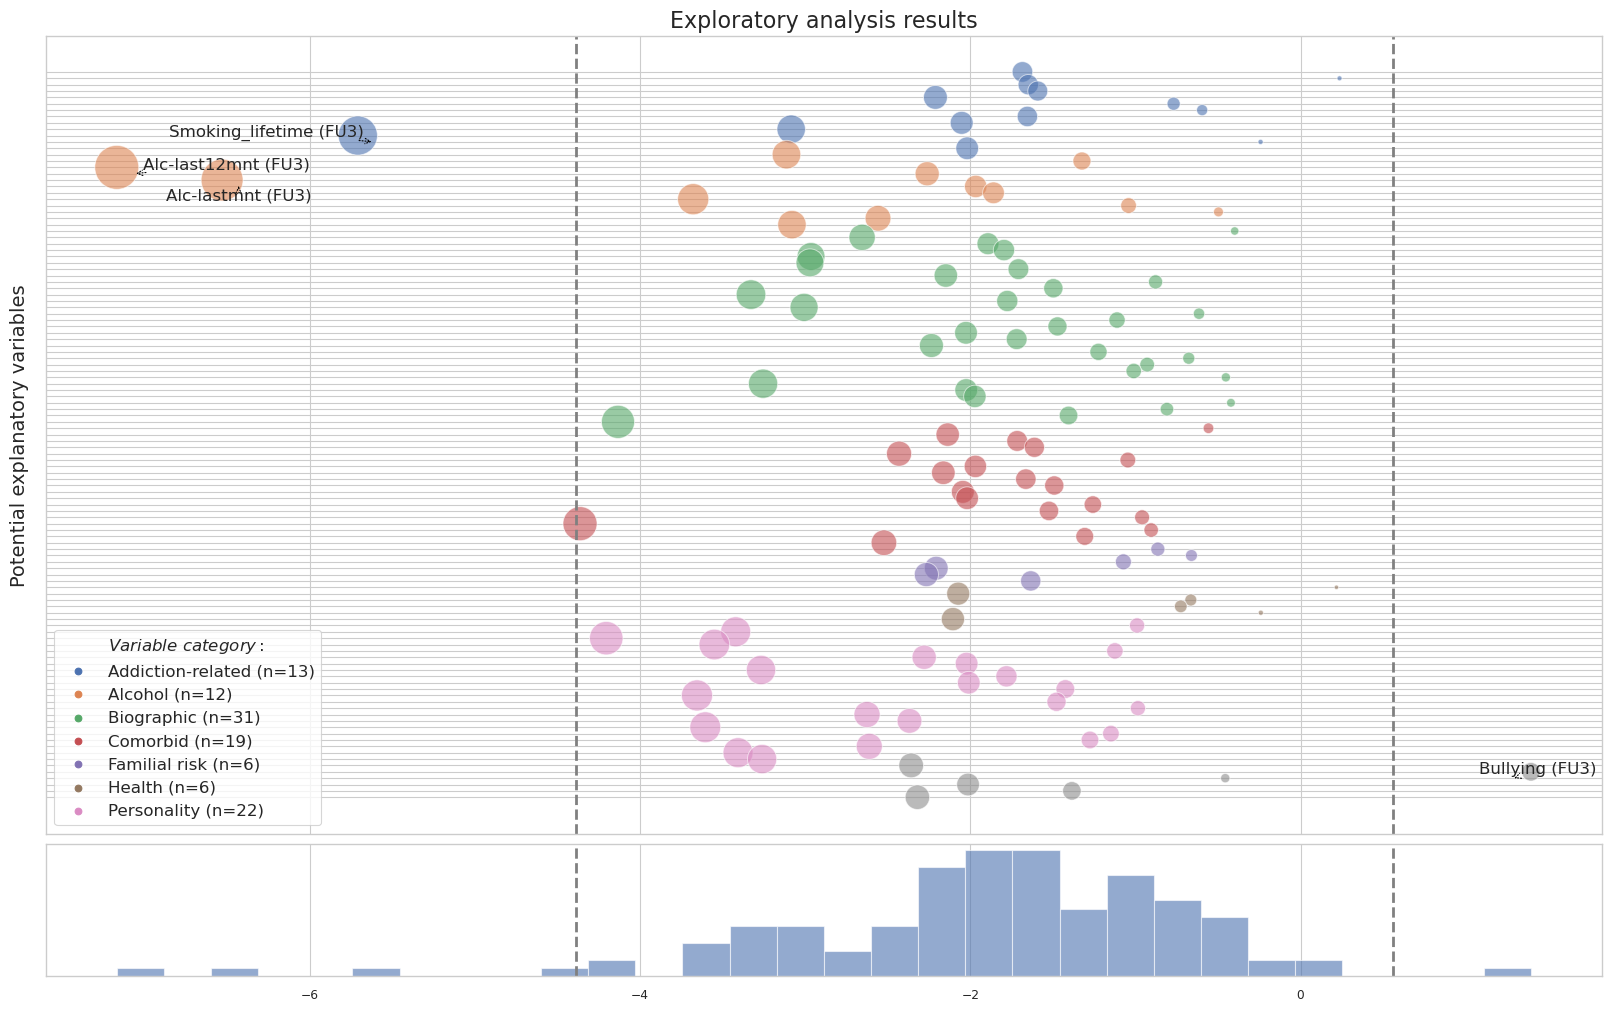 Exploratory analysis results
Potential explanatory variables
Smoking_lifetime (FU3)
Alc-last12mnt (FU3)
Alc-lastmnt (FU3)
Bullying (FU3)
Variable category:
Addiction-related (n=13)
Alcohol (n=12)
Biographic (n=31)
Comorbid (n=19)
Familial risk (n=6)
Health (n=6)
Personality (n=22)
−6 −4 −2 0